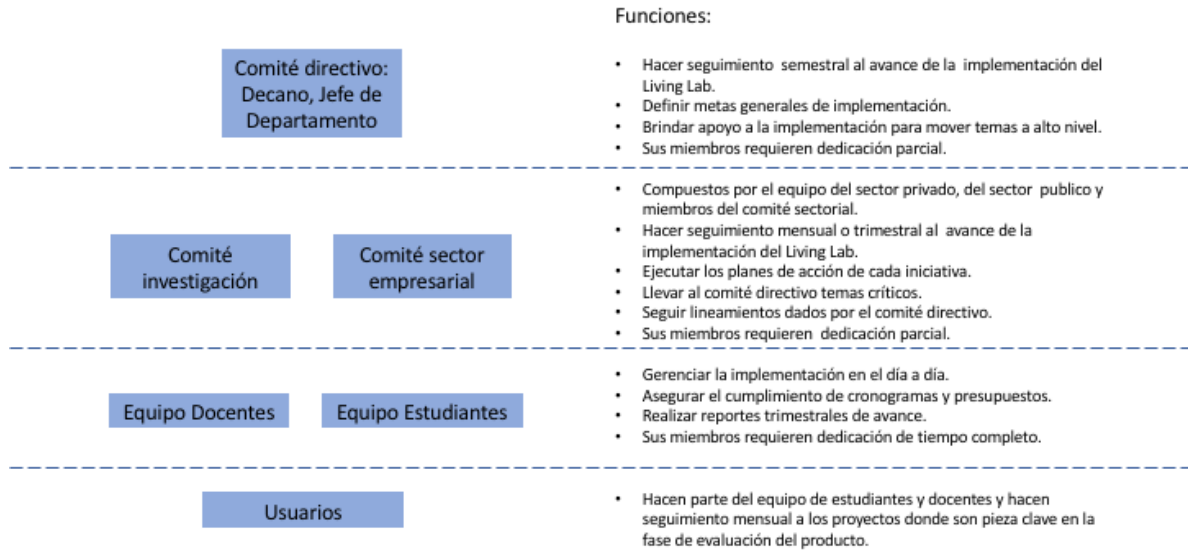 Funciones:
Comité directivo:
Decano, Jefe de
Departamento
• Hacer seguimiento semestral al avance de la implementación del
Living Lab.
• Definir metas generales de implementación.
• Brindar apoyo a la implementación para mover temas a alto nivel.
• Sus miembros requieren dedicación parcial.
Comité
investigación
Comité sector
empresarial
• Compuestos por el equipo del sector privado, del sector publico y
miembros del comité sectorial.
• Hacer seguimiento mensual o trimestral al avance de la
implementación del Living Lab.
• Ejecutar los planes de acción de cada iniciativa.
• Llevar al comité directivo temas críticos.
• Seguir lineamientos dados por el comité directivo.
• Sus miembros requieren dedicación parcial.
Equipo Docentes
Equipo Estudiantes
• Gerenciar la implementación en el día a día.
• Asegurar el cumplimiento de cronogramas y presupuestos.
• Realizar reportes trimestrales de avance.
• Sus miembros requieren dedicación de tiempo completo.
Usuarios
• Hacen parte del equipo de estudiantes y docentes y hacen
seguimiento mensual a los proyectos donde son pieza clave en la
fase de evaluación del producto.